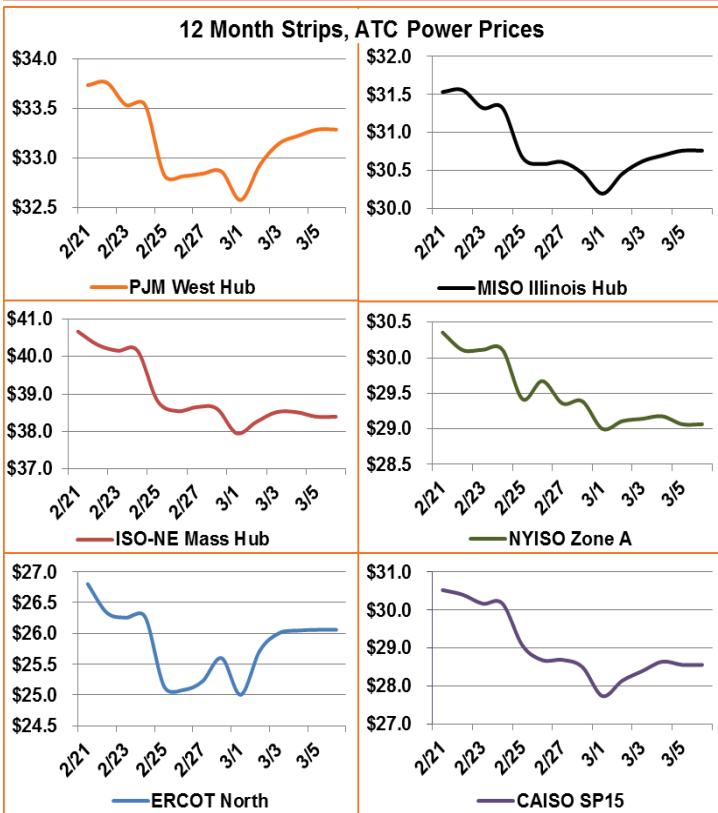 12 Month Strips, ATC Power Prices
$34.0
$33.5
$33.0
$32.5
2/21 2/23 2/25 2/27 3/1 3/3 3/5
PJM West Hub
$32.0
$31.5
$31.0
$30.5
$30.0
2/21 2/23 2/25 2/27 3/1 3/3 3/5
MISO Illinois Hub
$41.0
$40.0
$39.0
$38.0
$37.0
2/21 2/23 2/25 2/27 3/1 3/3 3/5
ISO-NE Mass Hub
$30.5
$30.0
$29.5
$29.0
$28.5
2/21 2/23 2/25 2/27 3/1 3/3 3/5
NYISO Zone A
$27.0
$26.5
$26.0
$25.5
$25.0
$24.5
2/21 2/23 2/25 2/27 3/1 3/3 3/5
ERCOT North
$31.0
$30.0
$29.0
$28.0
$27.0
2/21 2/23 2/25 2/27 3/1 3/3 3/5
CAISO SP15